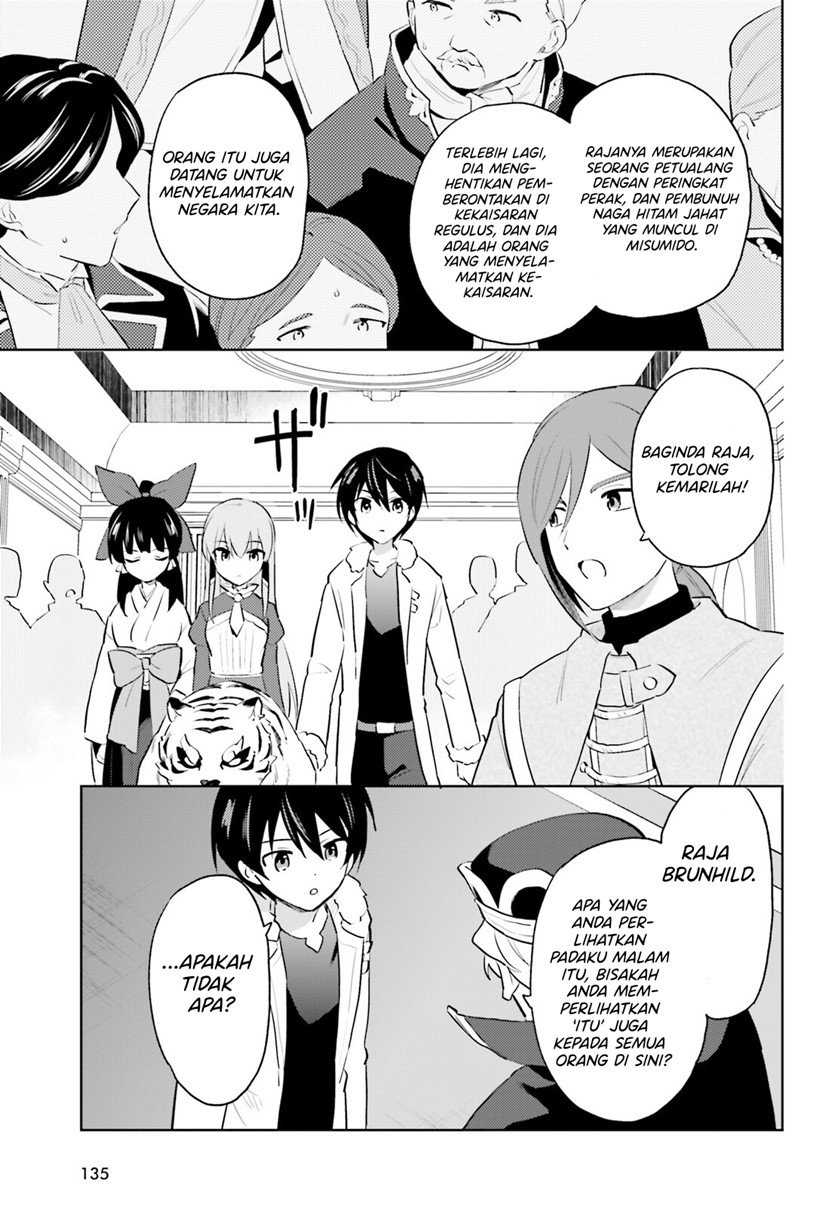 RAJANYA MERUPAKAN
SEORANG PETUALANG
DENGAN PERINGKAT
PERAK, DAN PEMBUNUH
NAGA HITAM JAHAT
YANG MUNCUL DI
MISUMIDO.
TERLEBIH LAGI,
DIA MENG-
HENTIKAN PEM-
BERONTAKAN DI
KEKAISARAN
REGULUS, DAN DIA
ADALAH ORANG
YANG MENYELA-
MATKAN KE-
KAISARAN.
ORANG ITU JUGA
DATANG UNTUK
MENYELAMATKAN
NEGARA KITA.
BAGINDA RAJA,
TOLONG
KEMARILAH!
ザッ
RAJA
BRUNHILD.
APA YANG
ANDA PER-
LIHATKAN
PADAKU MALAM
ITU, BISAKAH
ANDA MEM-
PERLIHATKAN
'ITU' JUGA
KEPADA SEMUA
ORANG DI SINI?
...APAKAH
TIDAK
APA?
135